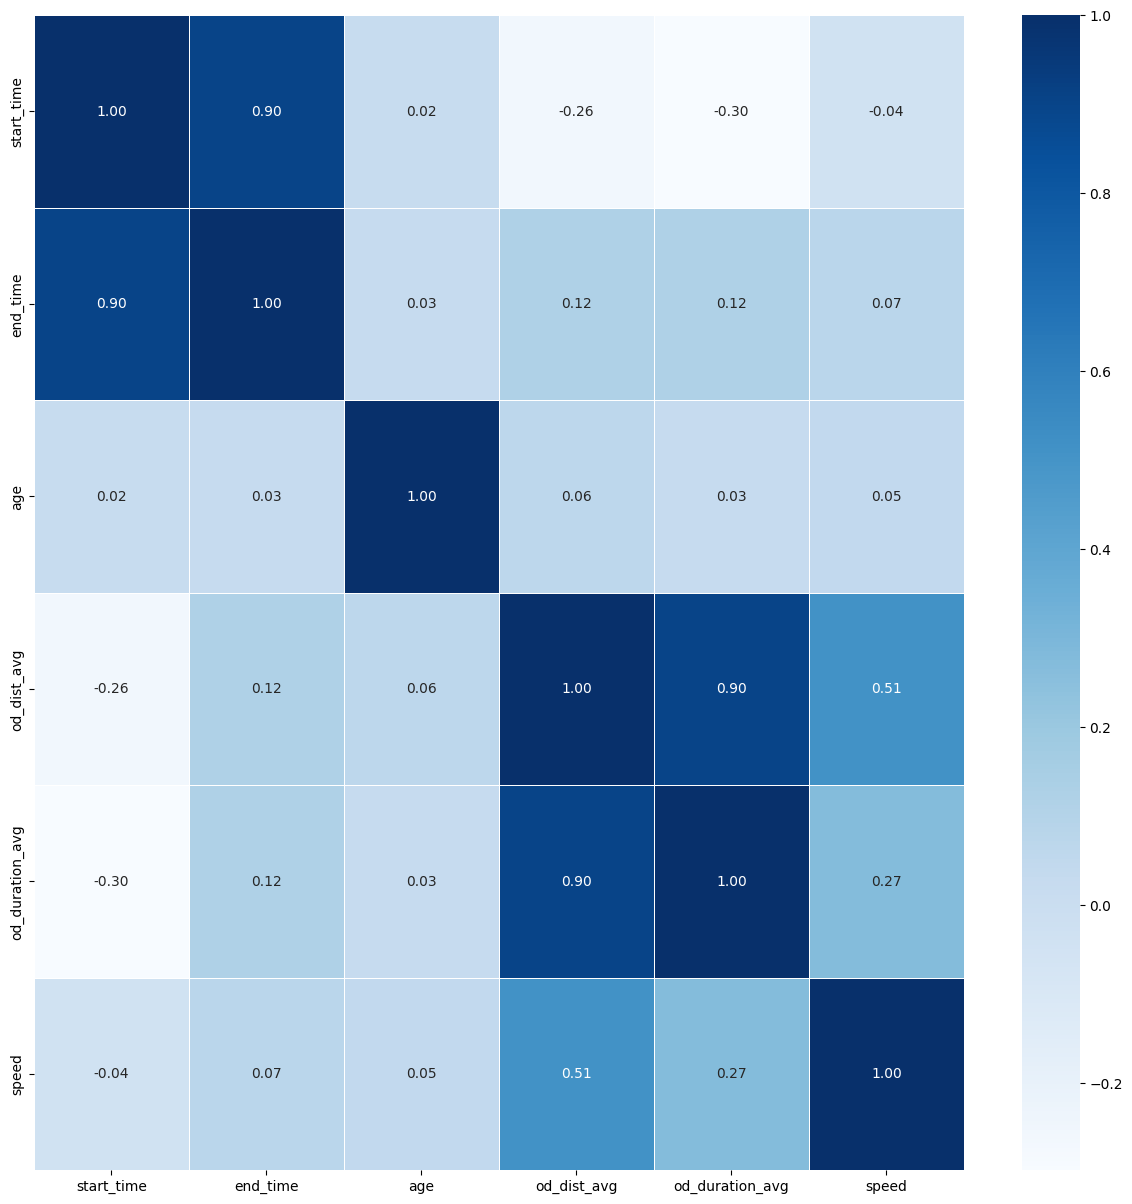 start_time 1.00 0.90 0.02 -0.26 -0.30 -0.04
end_time 0.90 1.00 0.03 0.12 0.12 0.07
age 0.02 0.03 1.00 0.06 0.03 0.05
od_dist_avg -0.26 0.12 0.06 1.00 0.90 0.51
od_duration_avg -0.30 0.12 0.03 0.90 1.00 0.27
speed -0.04 0.07 0.05 0.51 0.27 1.00
start_time end_time age od_dist_avg od_duration_avg speed
1.0
0.8
0.6
0.4
0.2
0.0
−0.2